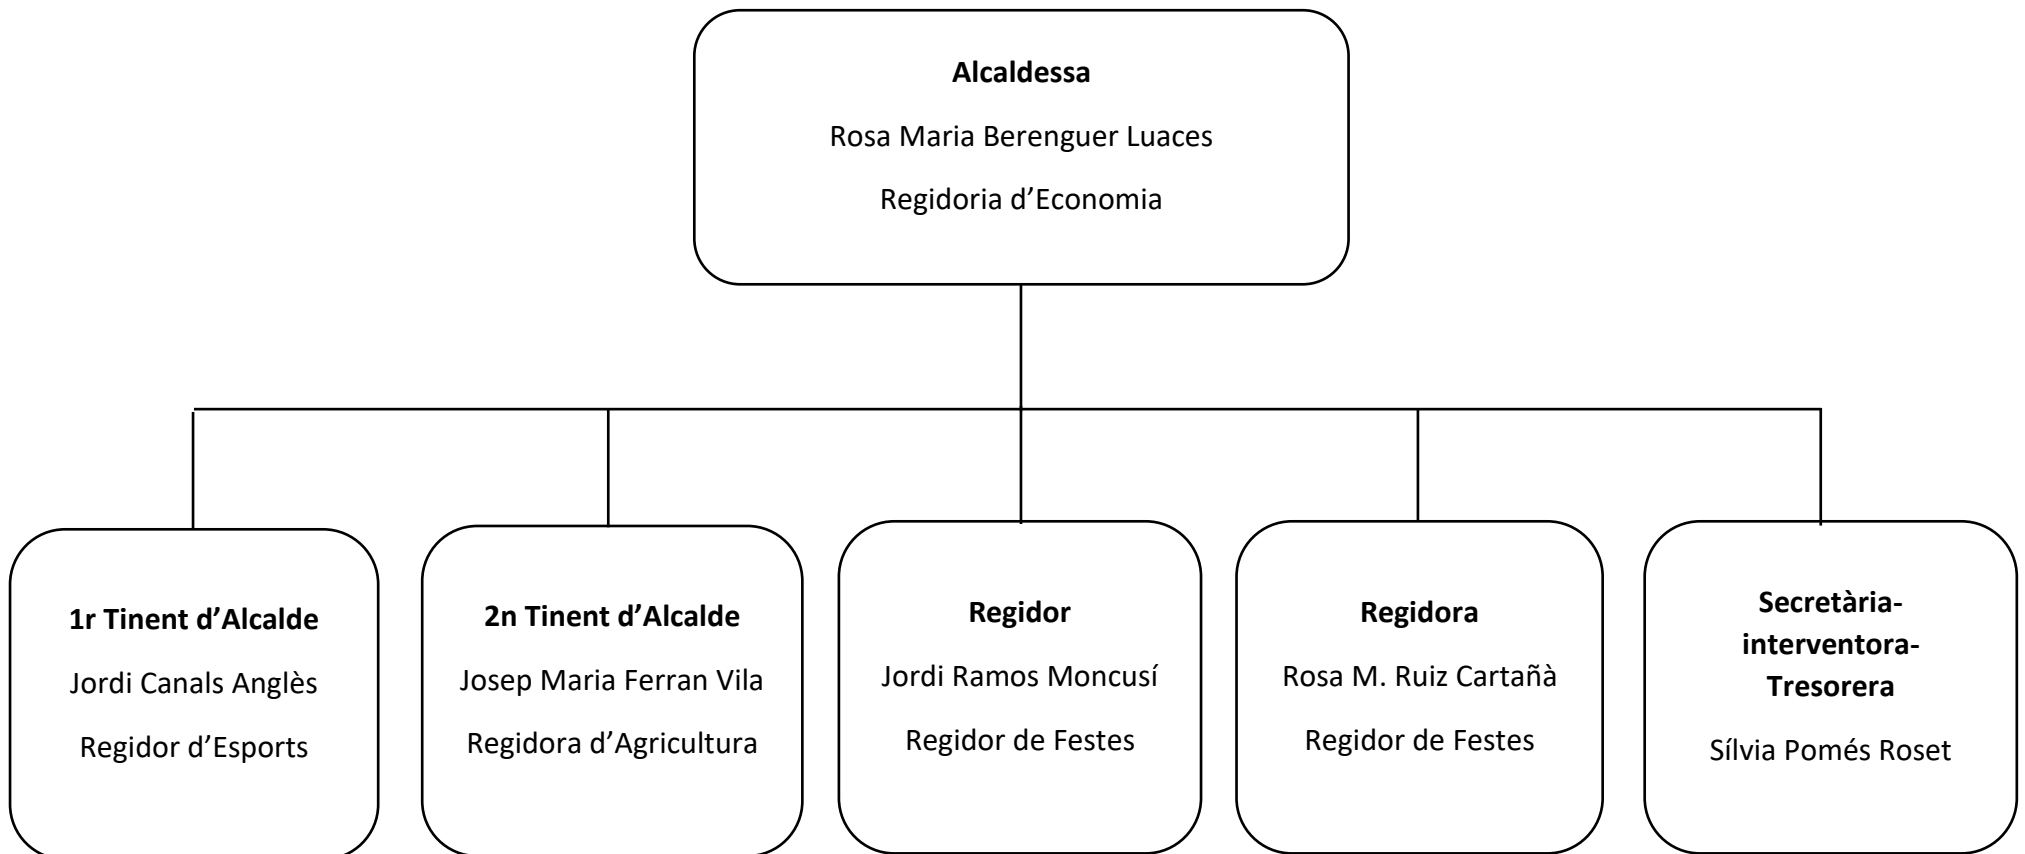 Alcaldessa
Rosa Maria Berenguer Luaces
Regidoria d’Economia
1r Tinent d’Alcalde
Jordi Canals Anglès
Regidor d’Esports
2n Tinent d’Alcalde
Josep Maria Ferran Vila
Regidora d’Agricultura
Regidor
Jordi Ramos Moncusí
Regidor de Festes
Regidora
Rosa M. Ruiz Cartañà
Regidor de Festes
Secretària-
interventora-
Tresorera
Sílvia Pomés Roset